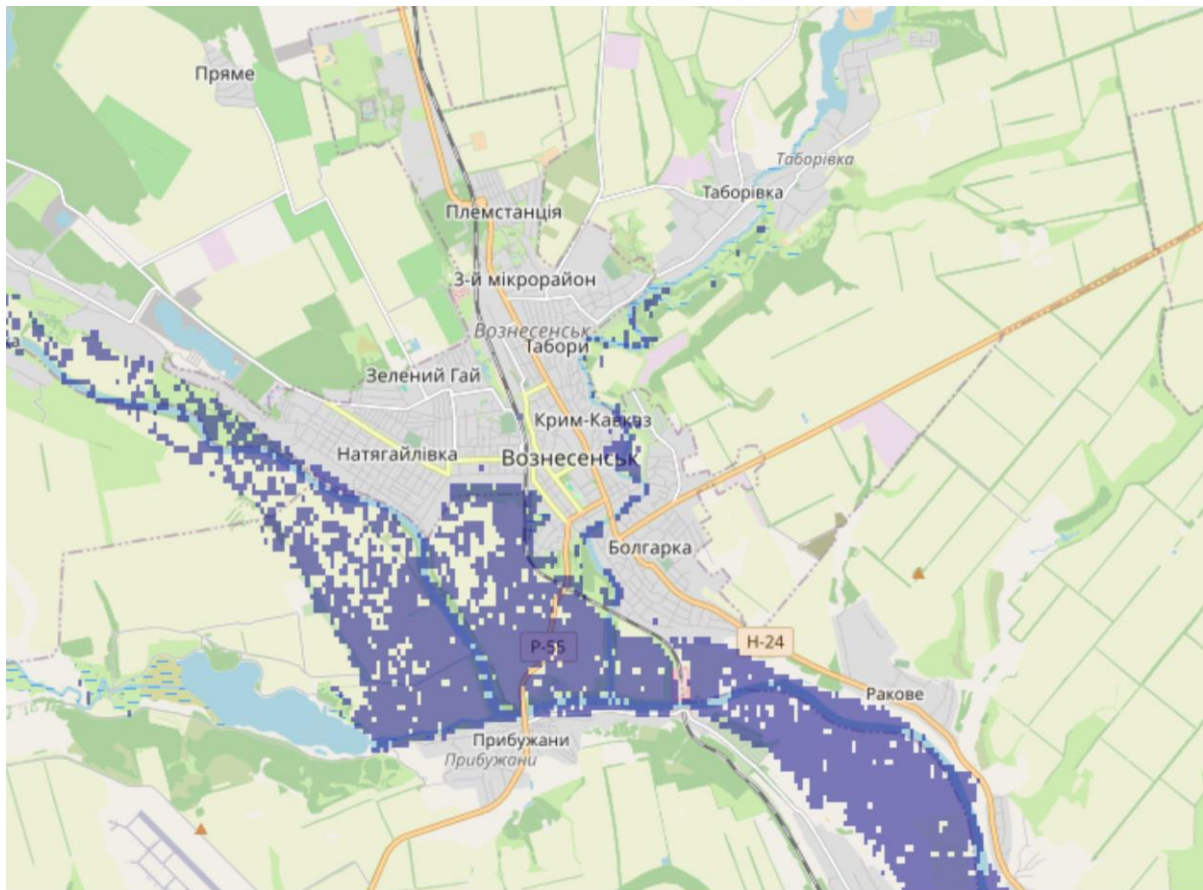 Пряме
Таборівка
Таборівка
Племстанція
3-й мікрорайон
Вознесенськ
Табори
Зелений Гай
Крим-Кавказ
Натягайлівка
Вознесенськ
Болгарка
Р-55
Н-24
Ракове
Прибужани
Прибужани